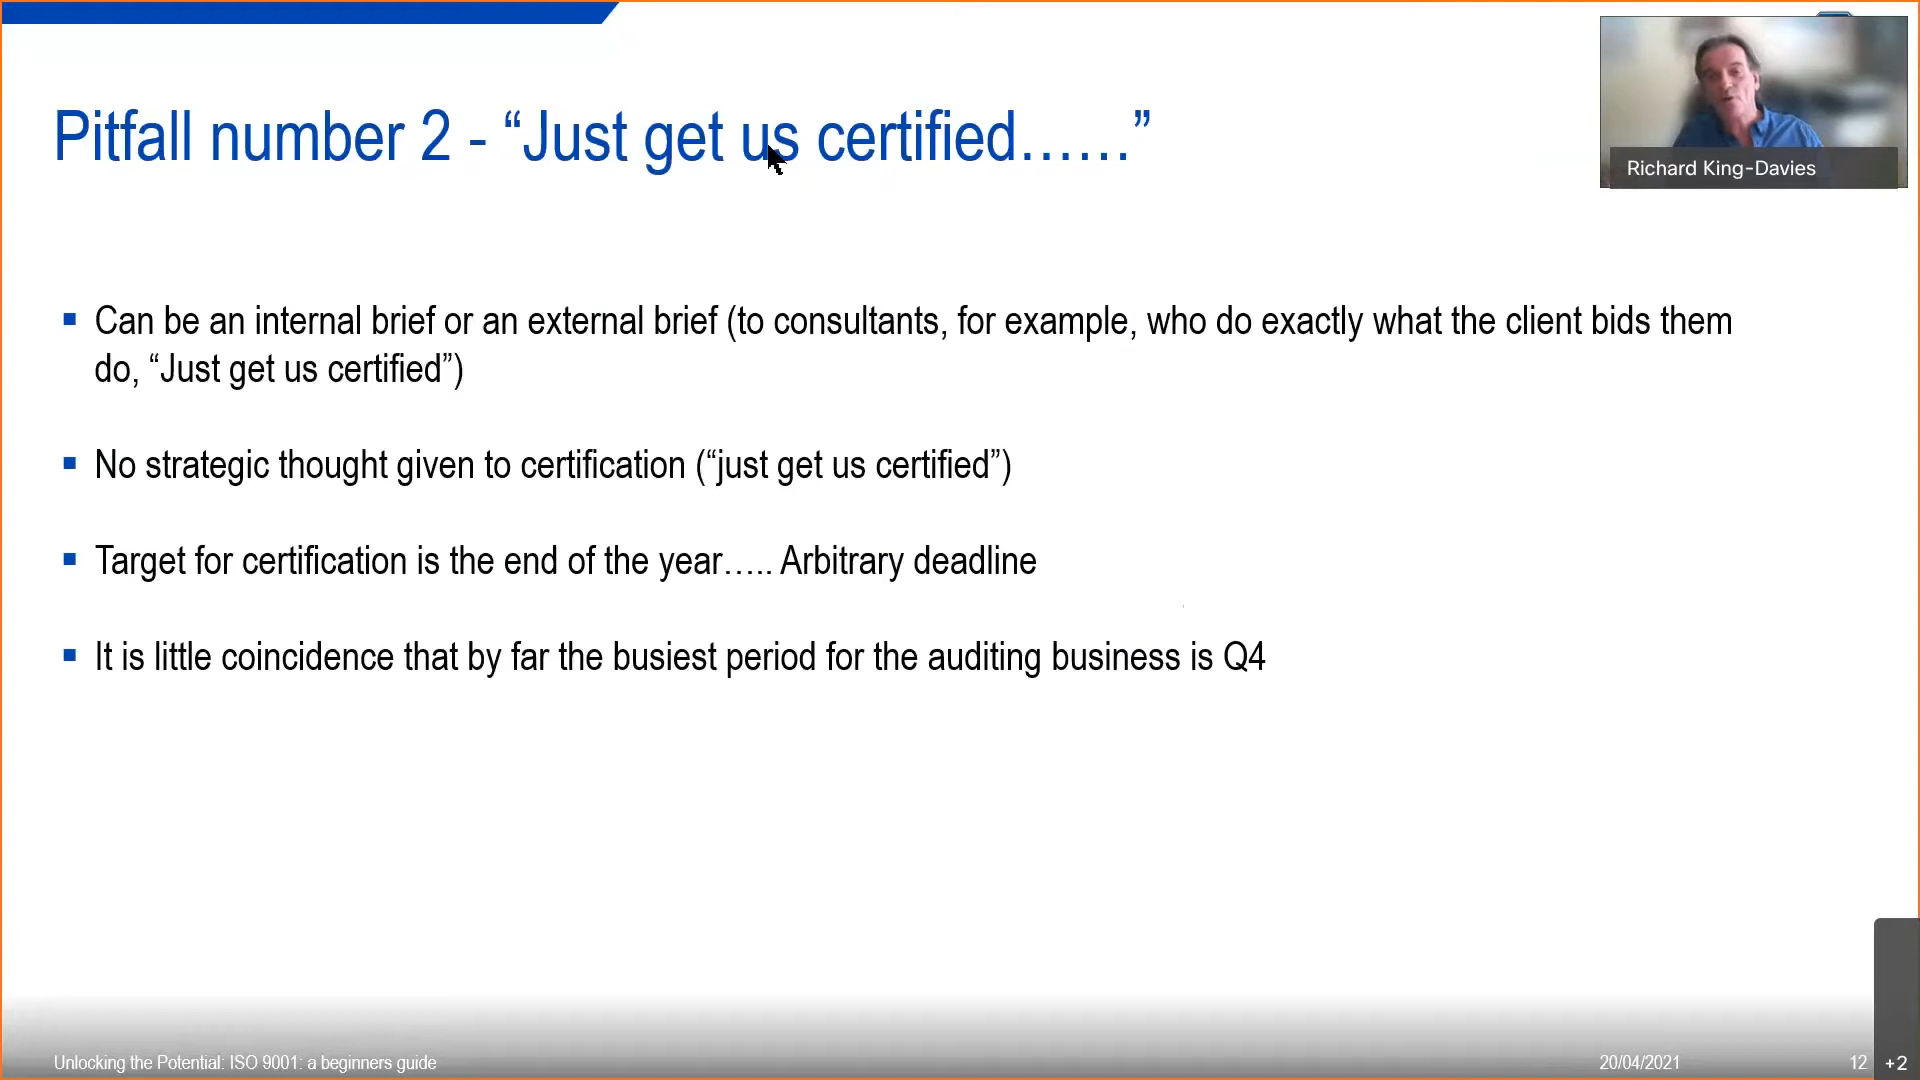 Pitfall number 2 - “Just get us certified……”
Richard King-Davies
▪ Can be an internal brief or an external brief (to consultants, for example, who do exactly what the client bids them
do, “Just get us certified”)
▪ No strategic thought given to certification (“just get us certified”)
▪ Target for certification is the end of the year….. Arbitrary deadline
▪ It is little coincidence that by far the busiest period for the auditing business is Q4
Unlocking the Potential: ISO 9001: a beginners guide
20/04/2021
12
+2